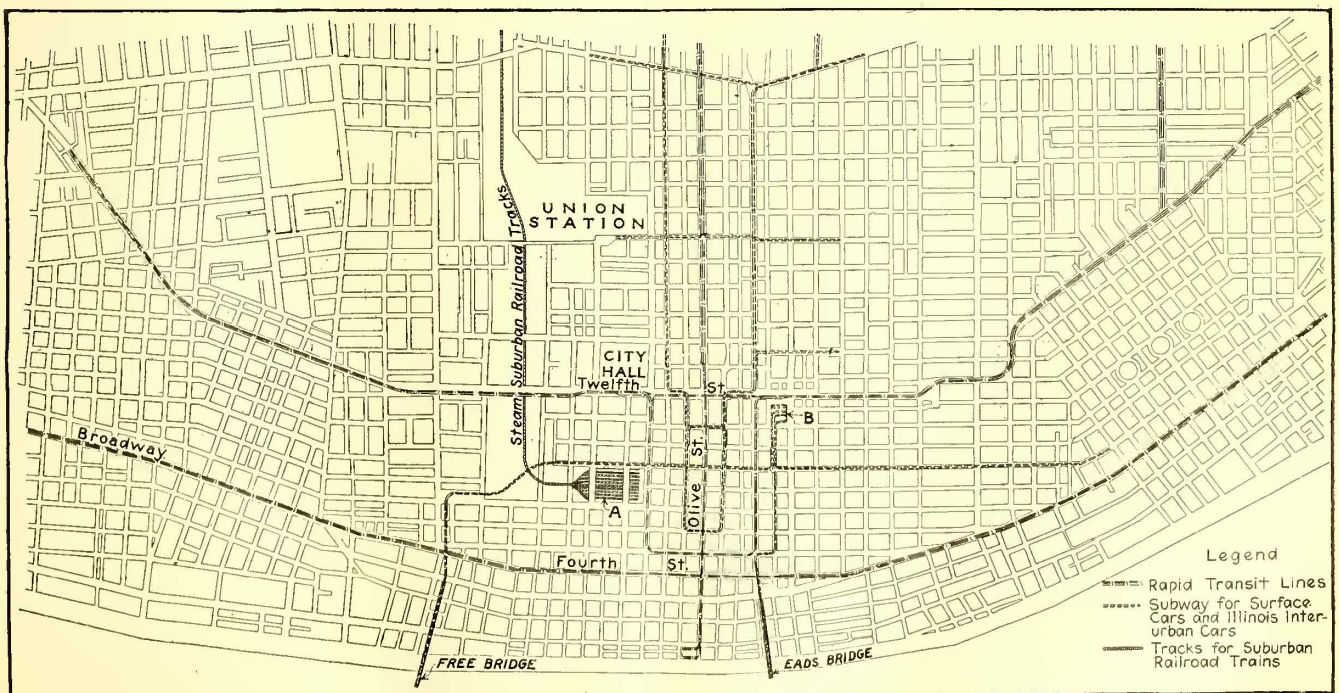 UNION
STATION
Steam Suburban Railroad Tracks
CITY
HALL
Twelfth St.
B
Broadway
Olive St.
A
Fourth St.
FREE BRIDGE
EADS BRIDGE
Legend
Rapid Transit Lines
Subway for Surface
Cars and Illinois Inter-
urban Cars
Tracks for Suburban
Railroad Trains